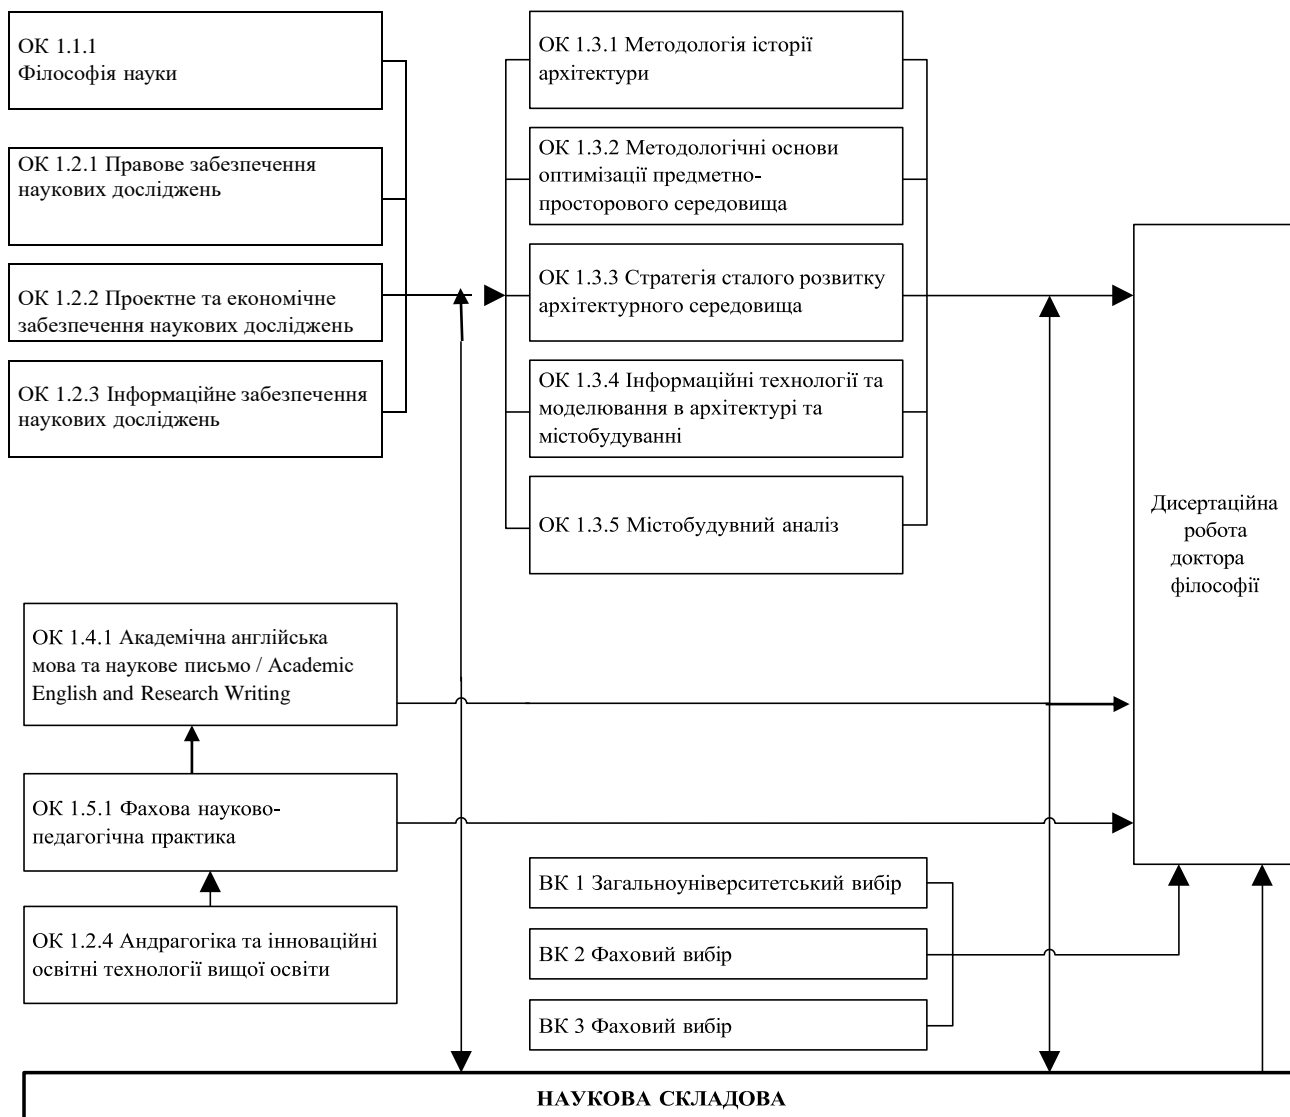 ОК 1.1.1
Філософія науки
ОК 1.2.1 Правове забезпечення
наукових досліджень
ОК 1.2.2 Проектне та економічне
забезпечення наукових досліджень
ОК 1.2.3 Інформаційне забезпечення
наукових досліджень
ОК 1.3.1 Методологія історії
архітектури
ОК 1.3.2 Методологічні основи
оптимізації предметно-
просторового середовища
ОК 1.3.3 Стратегія сталого розвитку
архітектурного середовища
ОК 1.3.4 Інформаційні технології та
моделювання в архітектурі та
містобудуванні
ОК 1.3.5 Містобудувний аналіз
Дисертаційна
робота
доктора
філософії
ОК 1.4.1 Академічна англійська
мова та наукове письмо / Academic
English and Research Writing
ОК 1.5.1 Фахова науково-
педагогічна практика
ОК 1.2.4 Андрагогіка та інноваційні
освітні технології вищої освіти
ВК 1 Загальноуніверситетський вибір
ВК 2 Фаховий вибір
ВК 3 Фаховий вибір
НАУКОВА СКЛАДОВА